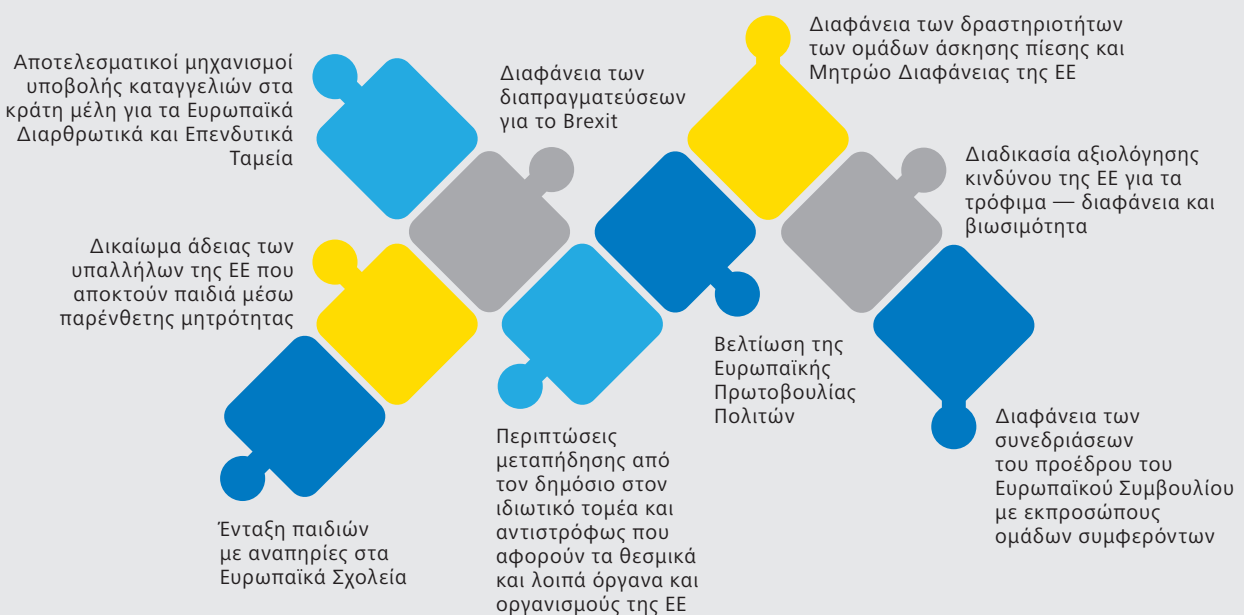 Αποτελεσματικοί μηχανισμοί
υποβολής καταγγελιών στα
κράτη μέλη για τα Ευρωπαϊκά
Διαρθρωτικά και Επενδυτικά
Ταμεία
Διαφάνεια των
διαπραγματεύσεων
για το Brexit
Διαφάνεια των δραστηριοτήτων
των ομάδων άσκησης πίεσης και
Μητρώο Διαφάνειας της ΕΕ
Διαδικασία αξιολόγησης
κινδύνου της ΕΕ για τα
τρόφιμα — διαφάνεια και
βιωσιμότητα
Δικαίωμα άδειας των
υπαλλήλων της ΕΕ που
αποκτούν παιδιά μέσω
παρένθετης μητρότητας
Βελτίωση της
Ευρωπαϊκής
Πρωτοβουλίας
Πολιτών
Διαφάνεια των
συνεδριάσεων
του προέδρου του
Ευρωπαϊκού Συμβουλίου
με εκπροσώπους
ομάδων συμφερόντων
Περιπτώσεις
μεταπήδησης από
τον δημόσιο στον
ιδιωτικό τομέα και
αντιστρόφως που
αφορούν τα θεσμικά
και λοιπά όργανα και
οργανισμούς της ΕΕ
Ένταξη παιδιών
με αναπηρίες στα
Ευρωπαϊκά Σχολεία